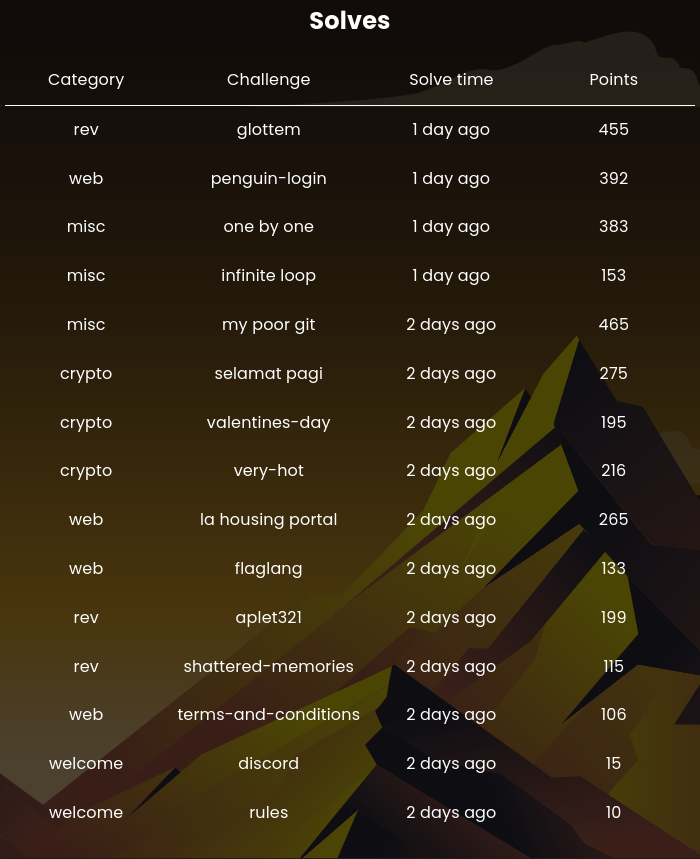 Solves
Category Challenge Solve time Points
rev glottem 1 day ago 455
web penguin-login 1 day ago 392
misc one by one 1 day ago 383
misc infinite loop 1 day ago 153
misc my poor git 2 days ago 465
crypto selamat pagi 2 days ago 275
crypto valentines-day 2 days ago 195
crypto very-hot 2 days ago 216
web la housing portal 2 days ago 265
web flaglang 2 days ago 133
rev aplet321 2 days ago 199
rev shattered-memories 2 days ago 115
web terms-and-conditions 2 days ago 106
welcome discord 2 days ago 15
welcome rules 2 days ago 10